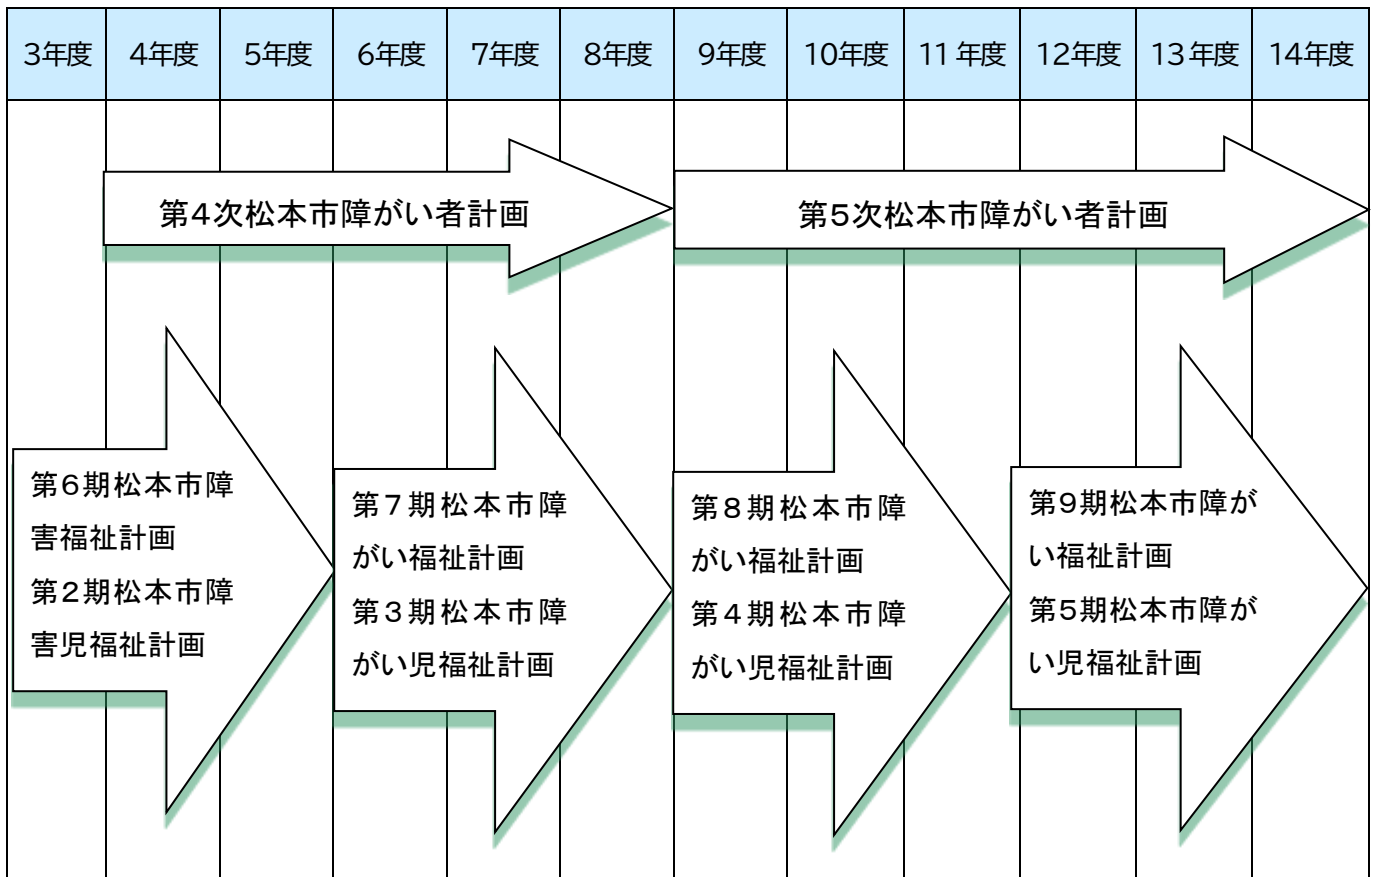 3年度 4年度 5年度 6年度 7年度 8年度 9年度 10年度 11年度 12年度 13年度 14年度
第4次松本市障がい者計画
第5次松本市障がい者計画
第6期松本市障
害福祉計画
第2期松本市障
害児福祉計画
第7期松本市障
がい福祉計画
第3期松本市障
がい児福祉計画
第8期松本市障
がい福祉計画
第4期松本市障
がい児福祉計画
第9期松本市障が
い福祉計画
第5期松本市障が
い児福祉計画